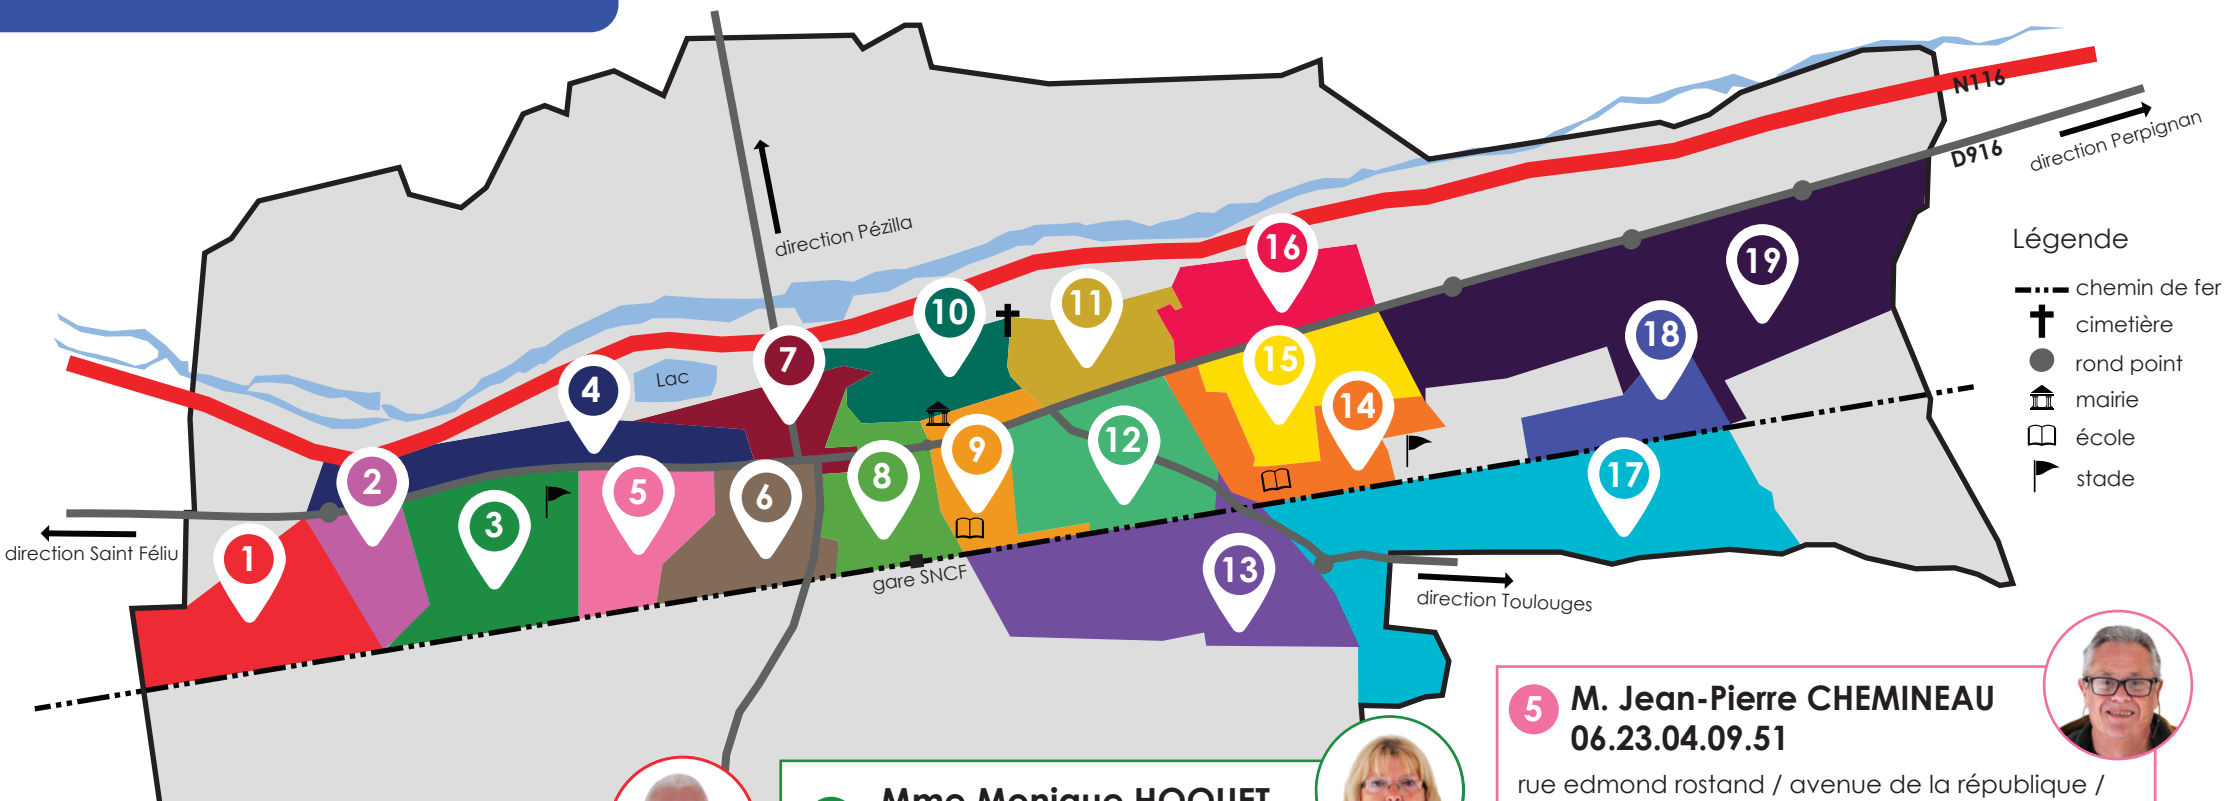 N116
D916
direction Perpignan
direction Pézilla
Légende
chemin de fer
cimetière
rond point
mairie
école
stade
16
19
10
11
18
7
15
4
Lac
14
12
9
2
5
8
17
6
3
direction Saint Féliu
1
gare SNCF
13
direction Toulouges
5 M. Jean-Pierre CHEMINEAU
06.23.04.09.51
rue edmond rostand / avenue de la république /
Mme Monique HOQUET